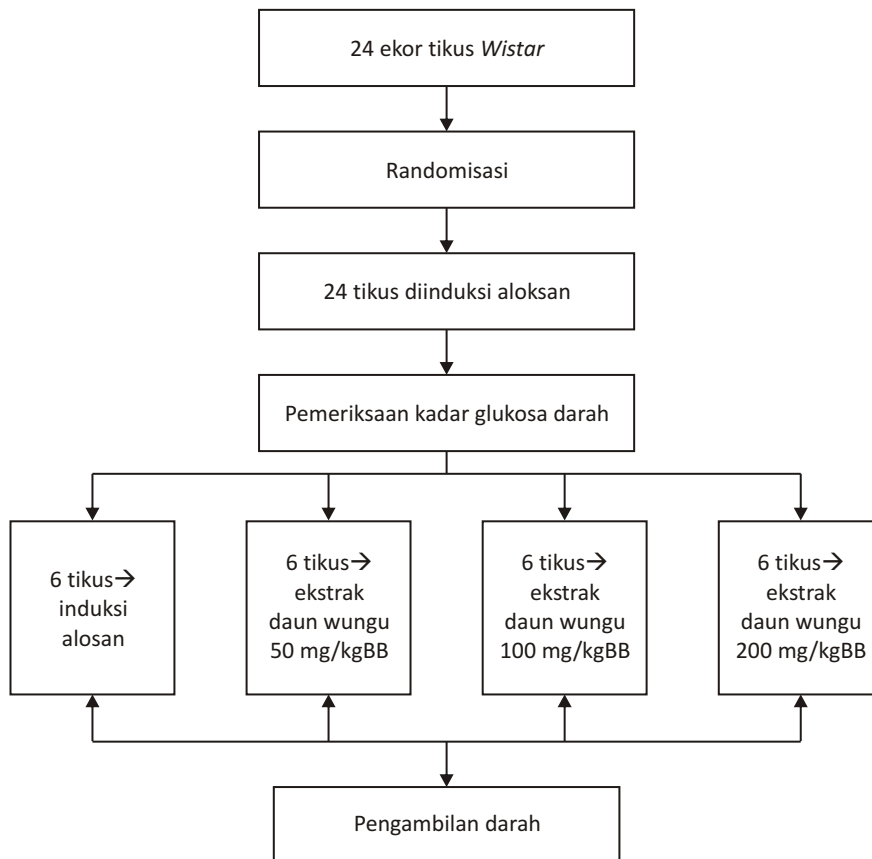 24 ekor tikus Wistar
Randomisasi
24 tikus diinduksi aloksan
Pemeriksaan kadar glukosa darah
6 tikus→
induksi
alosan
6 tikus→
ekstrak
daun wungu
50 mg/kgBB
6 tikus→
ekstrak
daun wungu
100 mg/kgBB
6 tikus→
ekstrak
daun wungu
200 mg/kgBB
Pengambilan darah